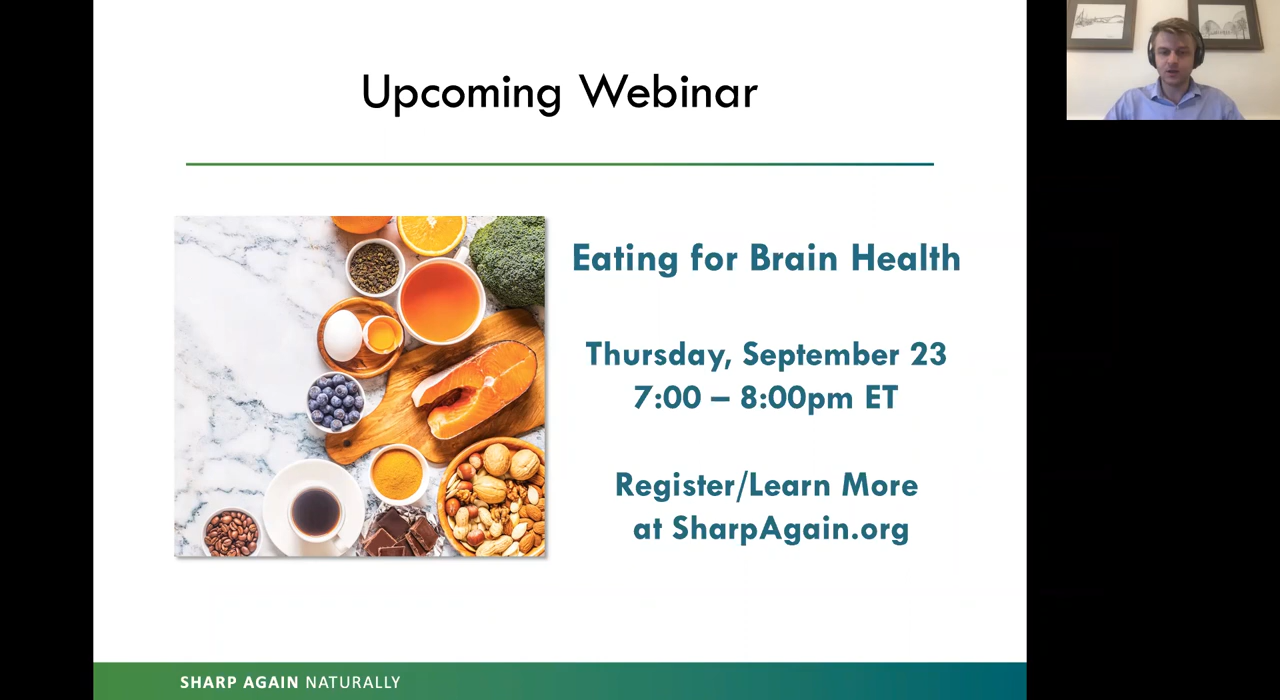 Upcoming Webinar
Eating for Brain Health
Thursday, September 23
7:00 – 8:00pm ET
Register/Learn More
at SharpAgain.org
SHARP AGAIN NATURALLY